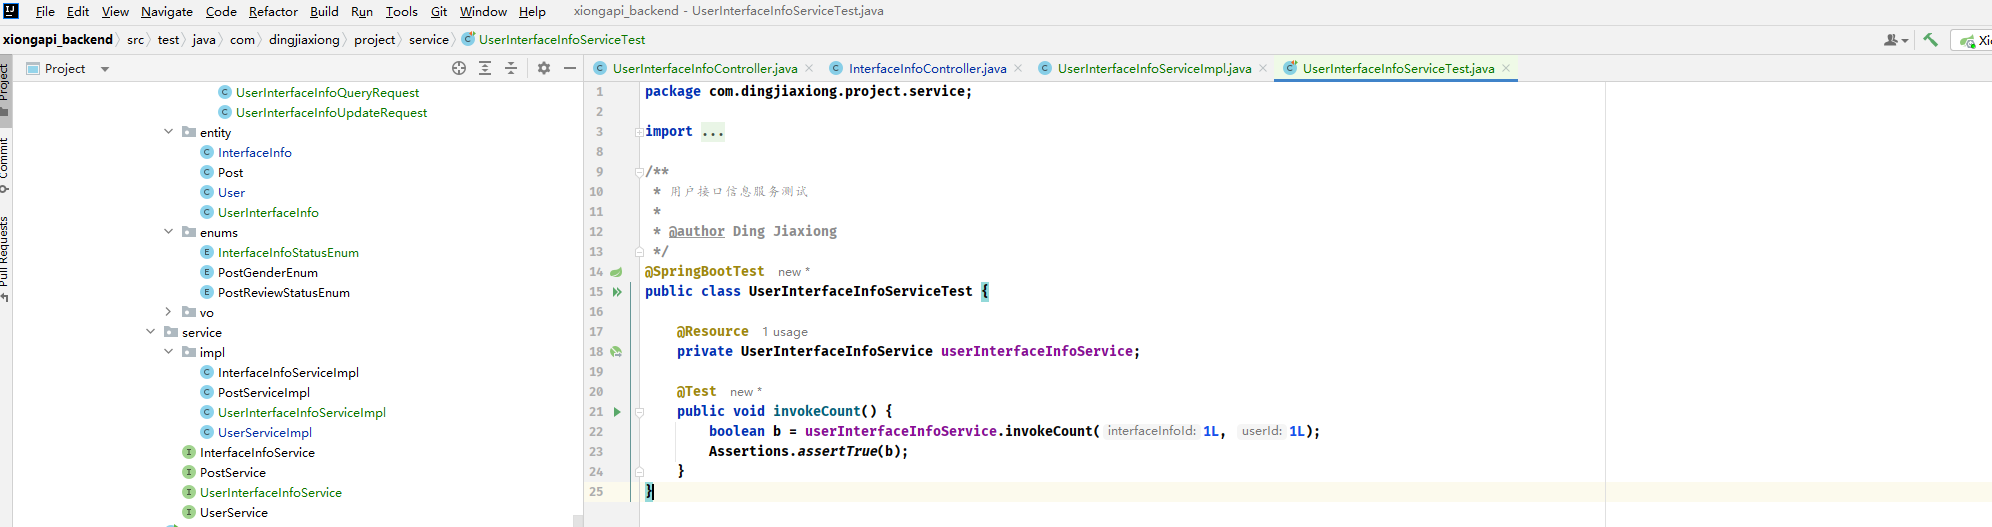 File Edit View Navigate Code Refactor Build Run Tools Git Window Help xiongapi_backend - UserInterfaceInfoServiceTest.java
xiongapi_backend src test java com dingjiaxiong project service UserInterfaceInfoServiceTest
Project
Commit
Pull Requests
Project
UserInterfaceInfoQueryRequest
UserInterfaceInfoUpdateRequest
entity
InterfaceInfo
Post
User
UserInterfaceInfo
enums
InterfaceInfoStatusEnum
PostGenderEnum
PostReviewStatusEnum
vo
service
impl
InterfaceInfoServiceImpl
PostServiceImpl
UserInterfaceInfoServiceImpl
UserServiceImpl
InterfaceInfoService
PostService
UserInterfaceInfoService
UserService
UserInterfaceInfoController.java InterfaceInfoController.java UserInterfaceInfoServiceImpl.java UserInterfaceInfoServiceTest.java
1 package com.dingjiaxiong.project.service;
2
3 import ...
8
9 /**
10 * 用户接口信息服务测试
11 *
12 * @author Ding Jiaxiong
13 */
14 @SpringBootTest new *
15 public class UserInterfaceInfoServiceTest {
16
17 @Resource 1 usage
18 private UserInterfaceInfoService userInterfaceInfoService;
19
20 @Test new *
21 public void invokeCount() {
22 boolean b = userInterfaceInfoService.invokeCount( interfaceInfoId: 1L, userId: 1L);
23 Assertions.assertTrue(b);
24 }
25 }